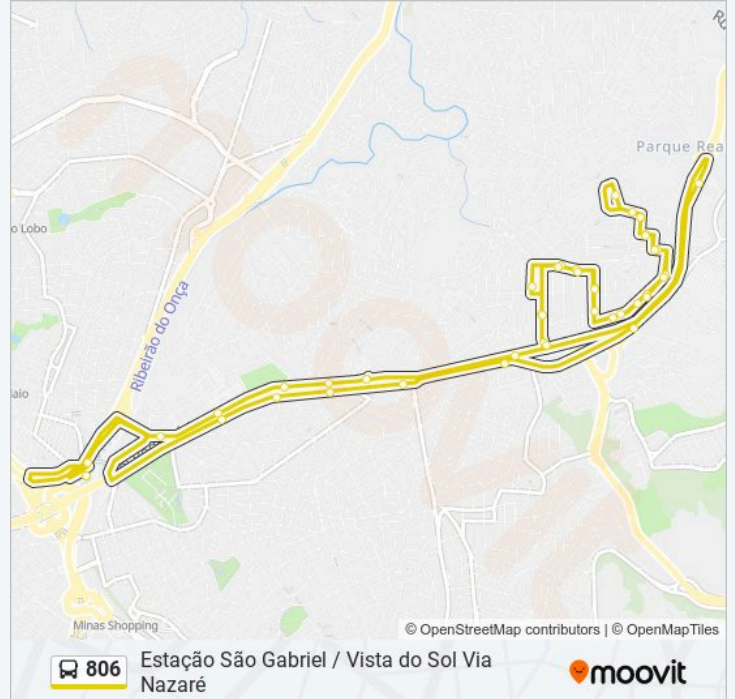 Ru
Parque Rea
o Lobo
Ribeirão do Onça
aio
Minas Shopping
© OpenStreetMap contributors | © OpenMapTiles
806
Estação São Gabriel / Vista do Sol Via
Nazaré
moovit